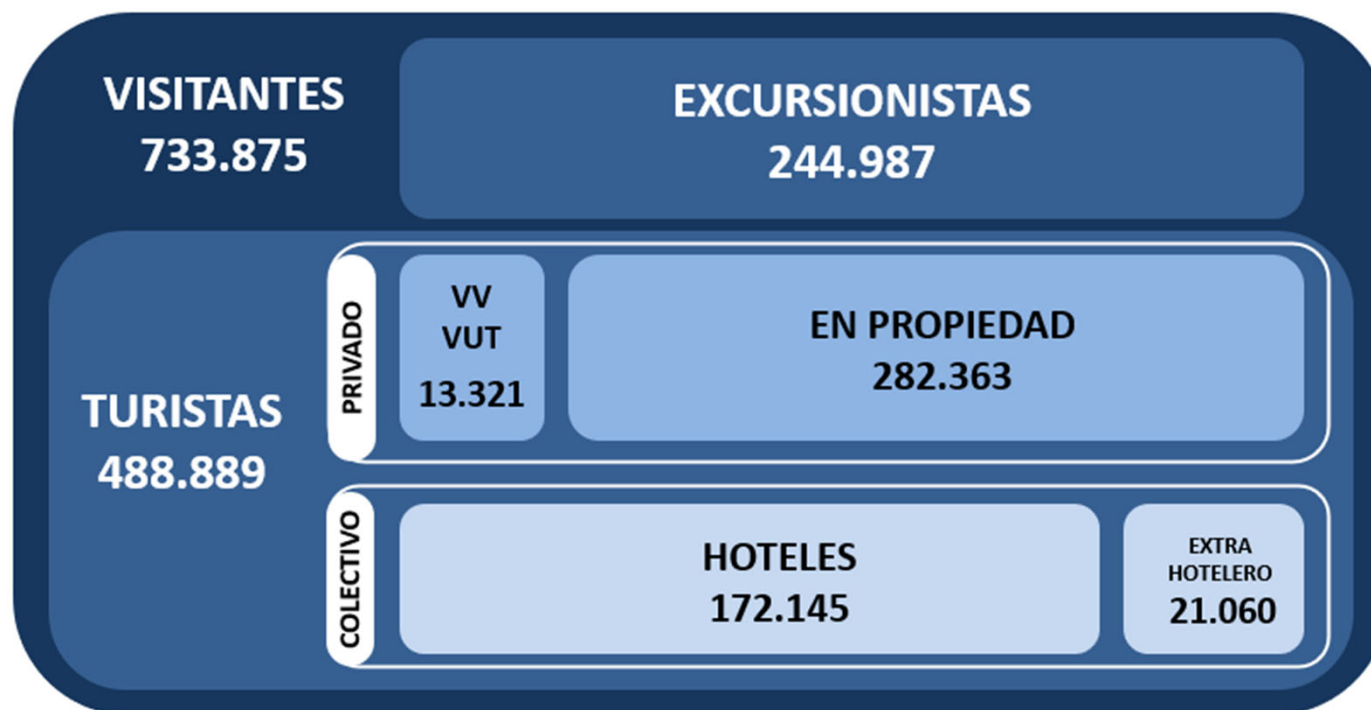 VISITANTES
733.875
EXCURSIONISTAS
244.987
TURISTAS
488.889
PRIVADO
VV
VUT
13.321
EN PROPIEDAD
282.363
COLECTIVO
HOTELES
172.145
EXTRA
HOTELERO
21.060